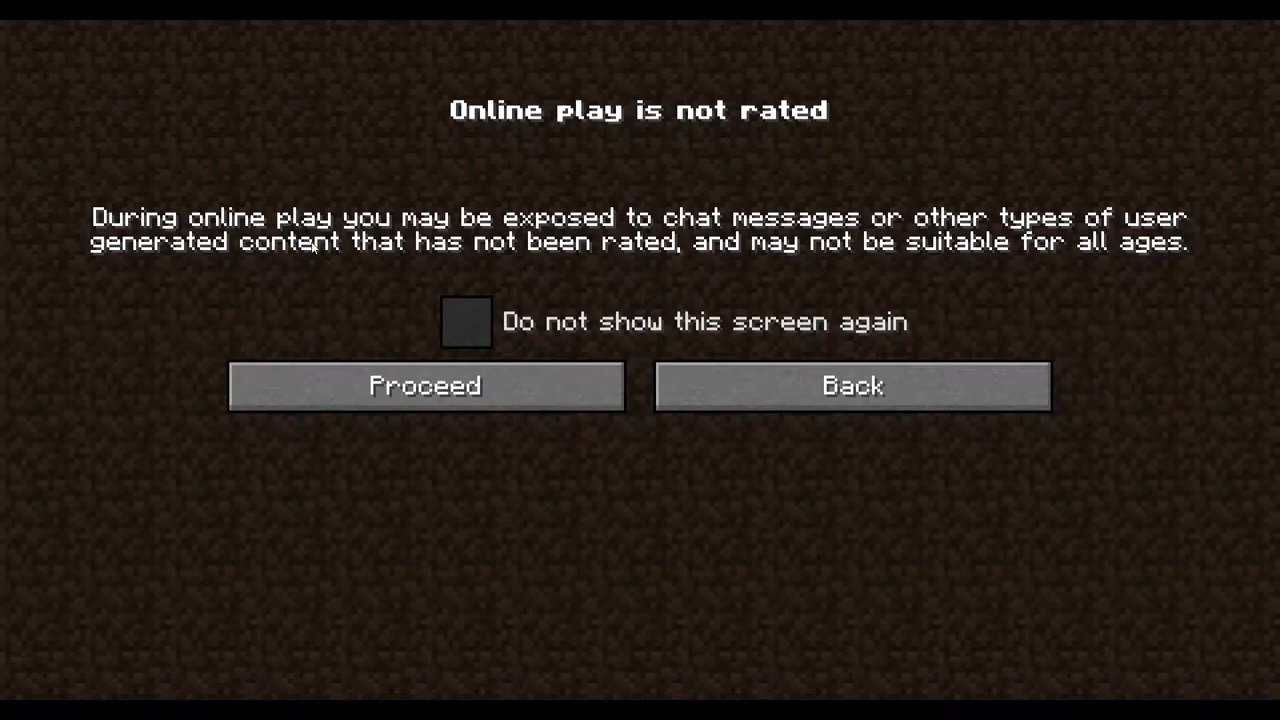 Online play is not rated
During online play you may be exposed to chat messages or other types of user
generated content that has not been rated, and may not be suitable for all ages.
Do not show this screen again
Proceed
Back